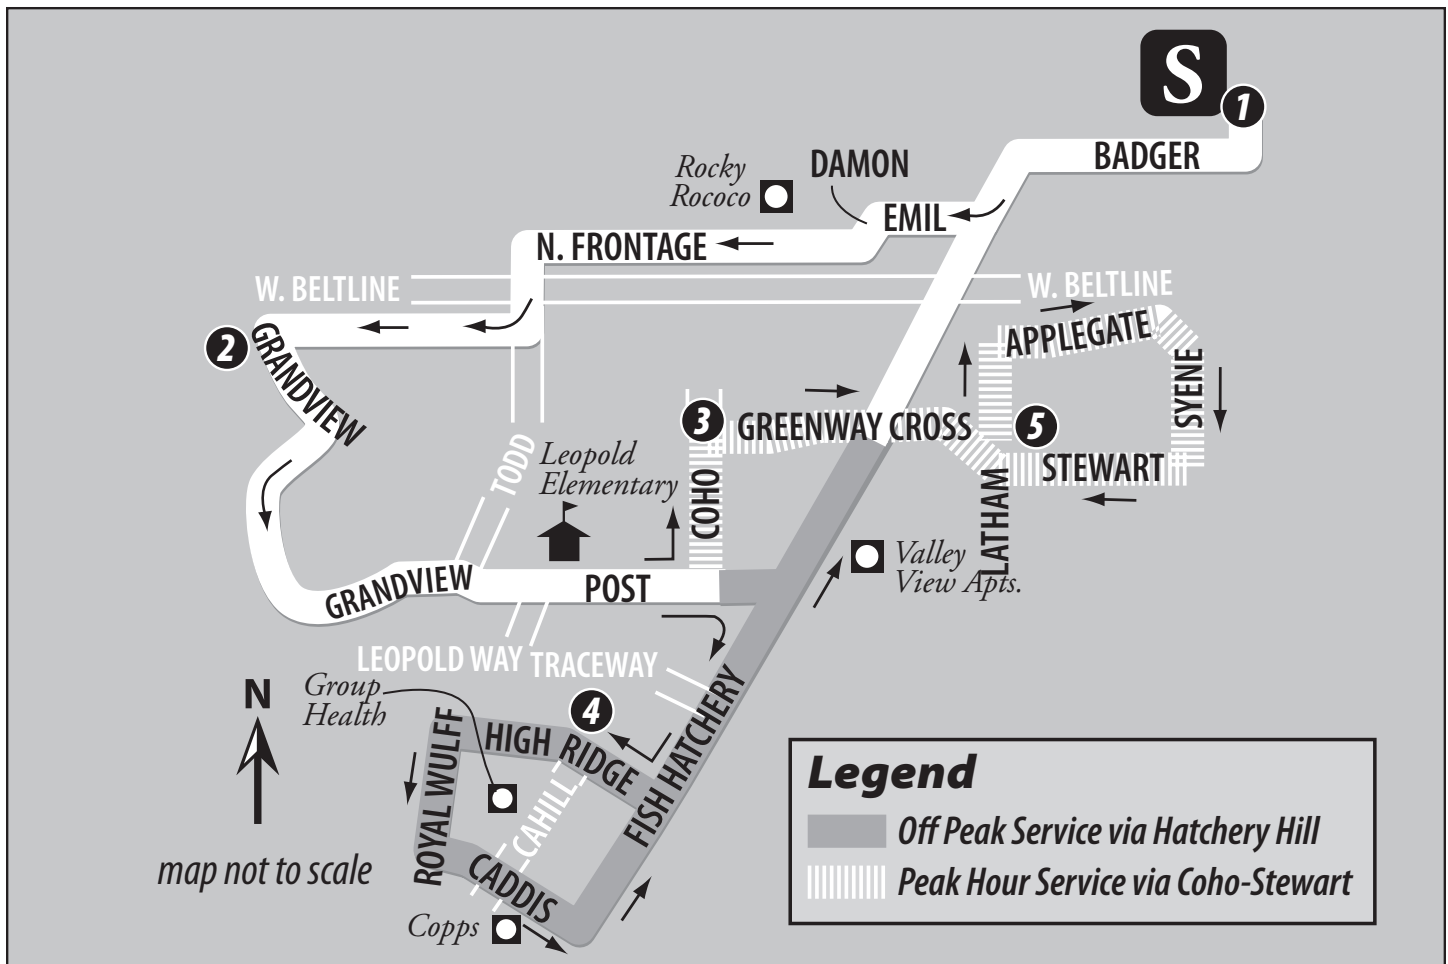 S
1
BADGER
DAMON
Rocky
Rococo
EMIL
N. FRONTAGE
W. BELTLINE
W. BELTLINE
APPLEGATE
2
GRANDVIEW
SYENE
3
GREENWAY CROSS
5
TODD
Leopold
Elementary
COHO
STEWART
LATHAM
Valley
View Apts.
GRANDVIEW
POST
LEOPOLD WAY
TRACEWAY
N
Group
Health
4
HIGH RIDGE
FISH HATCHERY
ROYAL WULFF
CAHILL
CADDIS
Copps
map not to scale
Legend
Off Peak Service via Hatchery Hill
Peak Hour Service via Coho-Stewart